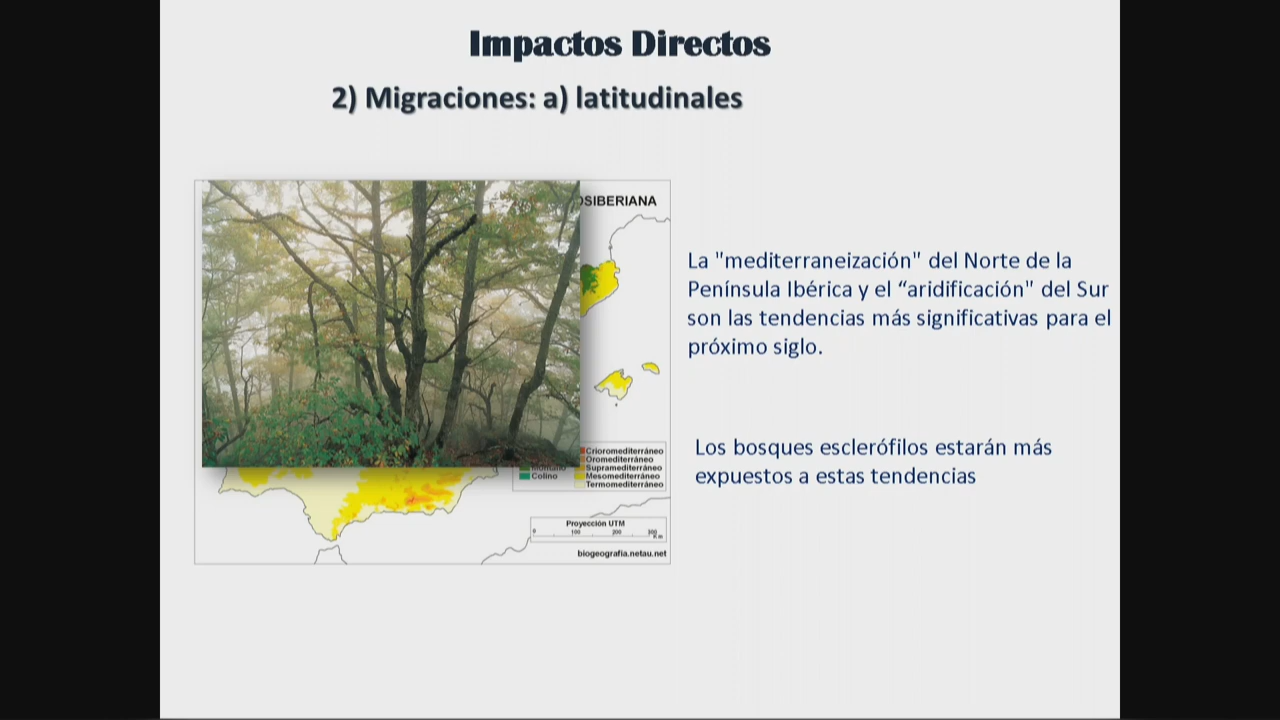 Impactos Directos
2) Migraciones: a) latitudinales
OSIBERIANA
La "mediterraneización" del Norte de la
Península Ibérica y el “aridificación" del Sur
son las tendencias más significativas para el
próximo siglo.
Los bosques esclerófilos estarán más
expuestos a estas tendencias
Crioromediterráneo
Oromediterráneo
Montano Supramediterráneo
Colino Mesomediterráneo
Termomediterráneo
Proyección UTM
0 100 200 300
Km
biogeografia.netau.net